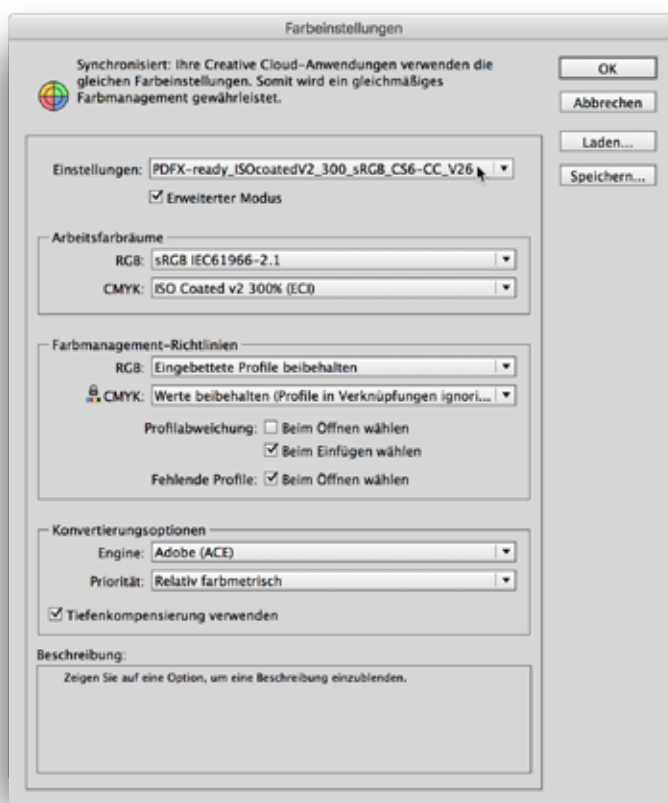 Farbeinstellungen
Synchronisiert: Ihre Creative Cloud-Anwendungen verwenden die
gleichen Farbeinstellungen. Somit wird ein gleichmäßiges
Farbmanagement gewährleistet.
OK
Abbrechen
Laden...
Speichern...
Einstellungen: PDFX-ready_ISOcoatedV2_300_sRGB_CS6-CC_V26
Erweiterter Modus
Arbeitsfarbräume
RGB: sRGB IEC61966-2.1
CMYK: ISO Coated v2 300% (ECI)
Farbmanagement-Richtlinien
RGB: Eingebettete Profile beibehalten
CMYK: Werte beibehalten (Profile in Verknüpfungen ignori...
Profilabweichung: Beim Öffnen wählen
Beim Einfügen wählen
Fehlende Profile: Beim Öffnen wählen
Konvertierungsoptionen
Engine: Adobe (ACE)
Priorität: Relativ farbmetrisch
Tiefenkompensierung verwenden
Beschreibung:
Zeigen Sie auf eine Option, um eine Beschreibung einzublenden.